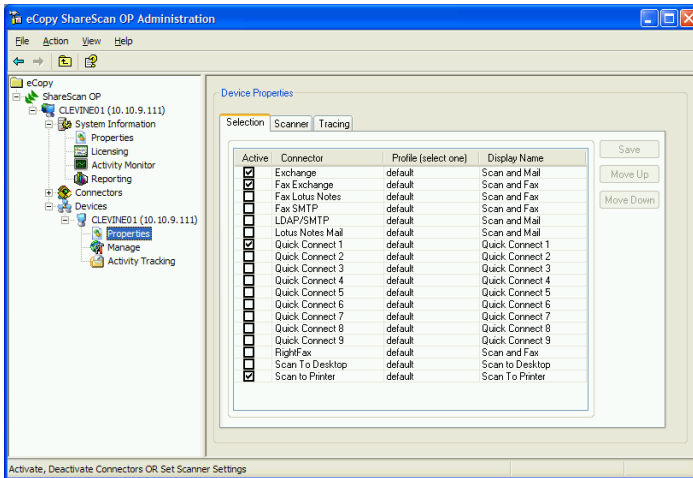 eCopy ShareScan OP Administration
File Action View Help
eCopy
ShareScan OP
CLEVINE01 (10.10.9.111)
System Information
Properties
Licensing
Activity Monitor
Reporting
Connectors
Devices
CLEVINE01 (10.10.9.111)
Properties
Manage
Activity Tracking
Device Properties
Selection Scanner Tracing
Active Connector Profile (select one) Display Name
Exchange default Scan and Mail
Fax Exchange default Scan and Fax
Fax Lotus Notes default Scan and Fax
Fax SMTP default Scan and Fax
LDAP/SMTP default Scan and Mail
Lotus Notes Mail default Scan and Mail
Quick Connect 1 default Quick Connect 1
Quick Connect 2 default Quick Connect 2
Quick Connect 3 default Quick Connect 3
Quick Connect 4 default Quick Connect 4
Quick Connect 5 default Quick Connect 5
Quick Connect 6 default Quick Connect 6
Quick Connect 7 default Quick Connect 7
Quick Connect 8 default Quick Connect 8
Quick Connect 9 default Quick Connect 9
RightFax default Scan and Fax
Scan To Desktop default Scan to Desktop
Scan to Printer default Scan To Printer
Save
Move Up
Move Down
Activate, Deactivate Connectors OR Set Scanner Settings